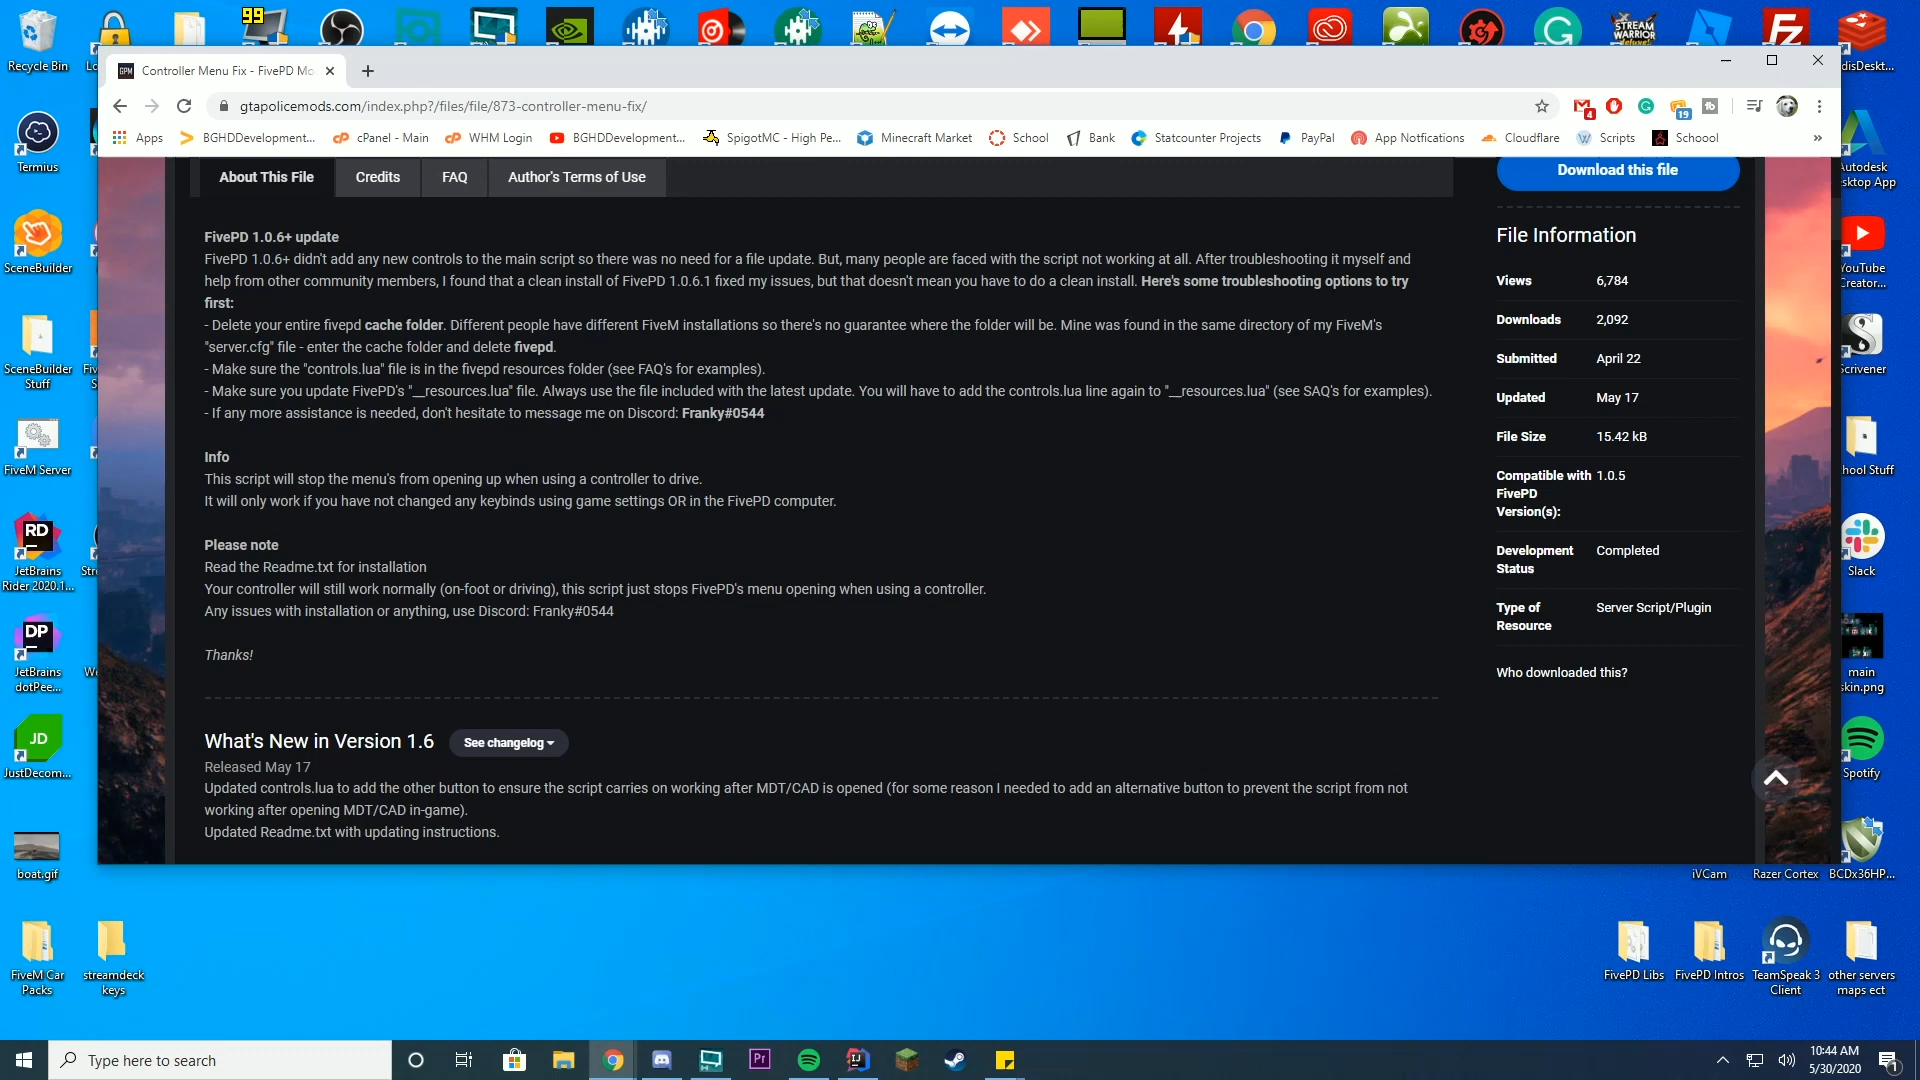 99
Recycle Bin
Controller Menu Fix - FivePD Mo
gtapolicemods.com/index.php?/files/file/873-controller-menu-fix/
4
19
Apps
BGHDDevelopment...
cPanel - Main
WHM Login
BGHDDevelopment...
SpigotMC - High Pe...
Minecraft Market
School
Bank
Statcounter Projects
PayPal
App Notfications
Cloudflare
Scripts
Schoool
»
About This File
Credits
FAQ
Author's Terms of Use
Download this file
FivePD 1.0.6+ update
FivePD 1.0.6+ didn't add any new controls to the main script so there was no need for a file update. But, many people are faced with the script not working at all. After troubleshooting it myself and
help from other community members, I found that a clean install of FivePD 1.0.6.1 fixed my issues, but that doesn't mean you have to do a clean install. Here's some troubleshooting options to try
first:
- Delete your entire fivepd cache folder. Different people have different FiveM installations so there's no guarantee where the folder will be. Mine was found in the same directory of my FiveM's
"server.cfg" file - enter the cache folder and delete fivepd.
- Make sure the "controls.lua" file is in the fivepd resources folder (see FAQ's for examples).
- Make sure you update FivePD's "__resources.lua" file. Always use the file included with the latest update. You will have to add the controls.lua line again to "__resources.lua" (see SAQ's for examples).
- If any more assistance is needed, don't hesitate to message me on Discord: Franky#0544
Info
This script will stop the menu's from opening up when using a controller to drive.
It will only work if you have not changed any keybinds using game settings OR in the FivePD computer.
Please note
Read the Readme.txt for installation
Your controller will still work normally (on-foot or driving), this script just stops FivePD's menu opening when using a controller.
Any issues with installation or anything, use Discord: Franky#0544
Thanks!
What's New in Version 1.6
See changelog
Released May 17
Updated controls.lua to add the other button to ensure the script carries on working after MDT/CAD is opened (for some reason I needed to add an alternative button to prevent the script from not
working after opening MDT/CAD in-game).
Updated Readme.txt with updating instructions.
File Information
Views 6,784
Downloads 2,092
Submitted April 22
Updated May 17
File Size 15.42 kB
Compatible with 1.0.5
FivePD
Version(s):
Development Completed
Status
Type of Server Script/Plugin
Resource
Who downloaded this?
Termius
SceneBuilder
SceneBuilder
Stuff
FiveM Server
JetBrains
Rider 2020.1...
JetBrains
dotPee...
JustDecom...
boat.gif
FiveM Car
Packs
streamdeck
keys
disDeskt...
Autodesk
sktop App
YouTube
Creator...
Scrivener
hool Stuff
Slack
main
skin.png
Spotify
iVCam
Razer Cortex
BCDx36HP...
FivePD Libs
FivePD Intros
TeamSpeak 3
Client
other servers
maps ect
Type here to search
10:44 AM
5/30/2020
1